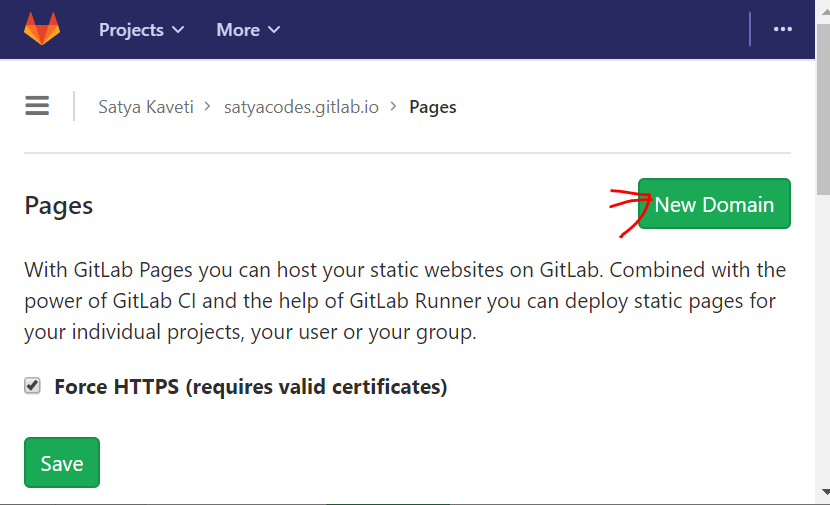 Projects More
Satya Kaveti > satyacodes.gitlab.io > Pages
Pages
New Domain
With GitLab Pages you can host your static websites on GitLab. Combined with the
power of GitLab CI and the help of GitLab Runner you can deploy static pages for
your individual projects, your user or your group.
Force HTTPS (requires valid certificates)
Save